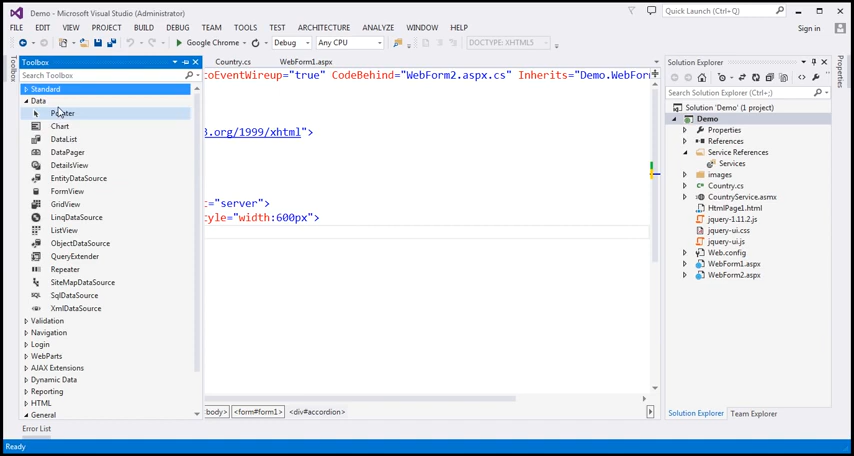 Demo - Microsoft Visual Studio (Administrator)
Quick Launch (Ctrl+Q)
FILE EDIT VIEW PROJECT BUILD DEBUG TEAM TOOLS TEST ARCHITECTURE ANALYZE WINDOW HELP
Sign in
Google Chrome Debug Any CPU DOCTYPE: XHTML5
Toolbox
Toolbox
Search Toolbox
Standard
Data
Pointer
Chart
DataList
DataPager
DetailsView
EntityDataSource
FormView
GridView
LinqDataSource
ListView
ObjectDataSource
QueryExtender
Repeater
SiteMapDataSource
SqlDataSource
XmlDataSource
Validation
Navigation
Login
WebParts
AJAX Extensions
Dynamic Data
Reporting
HTML
General
Error List
Ready
Country.cs WebForm1.aspx
toEventWireup="true" CodeBehind="WebForm2.aspx.cs" Inherits="Demo.WebForm
3.org/1999/xhtml">
t="server">
tyle="width:600px">
:body> <form#form1> <div#accordion>
Solution Explorer
Search Solution Explorer (Ctrl+;)
Solution 'Demo' (1 project)
Demo
Properties
References
Service References
Services
images
Country.cs
CountryService.asmx
HtmlPage1.html
jquery-1.11.2.js
jquery-ui.css
jquery-ui.js
Web.config
WebForm1.aspx
WebForm2.aspx
Solution Explorer Team Explorer
Properties